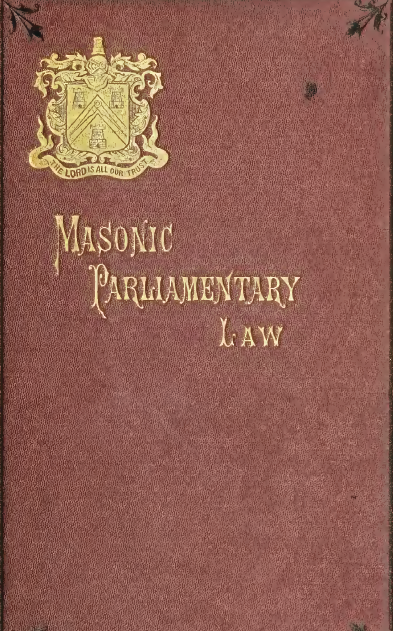 THE LORD IS ALL OUR TRUST
MASONIC
PARLIAMENTARY
LAW